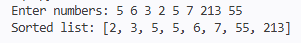 Enter numbers: 5 6 3 2 5 7 213 55
Sorted list: [2, 3, 5, 5, 6, 7, 55, 213]